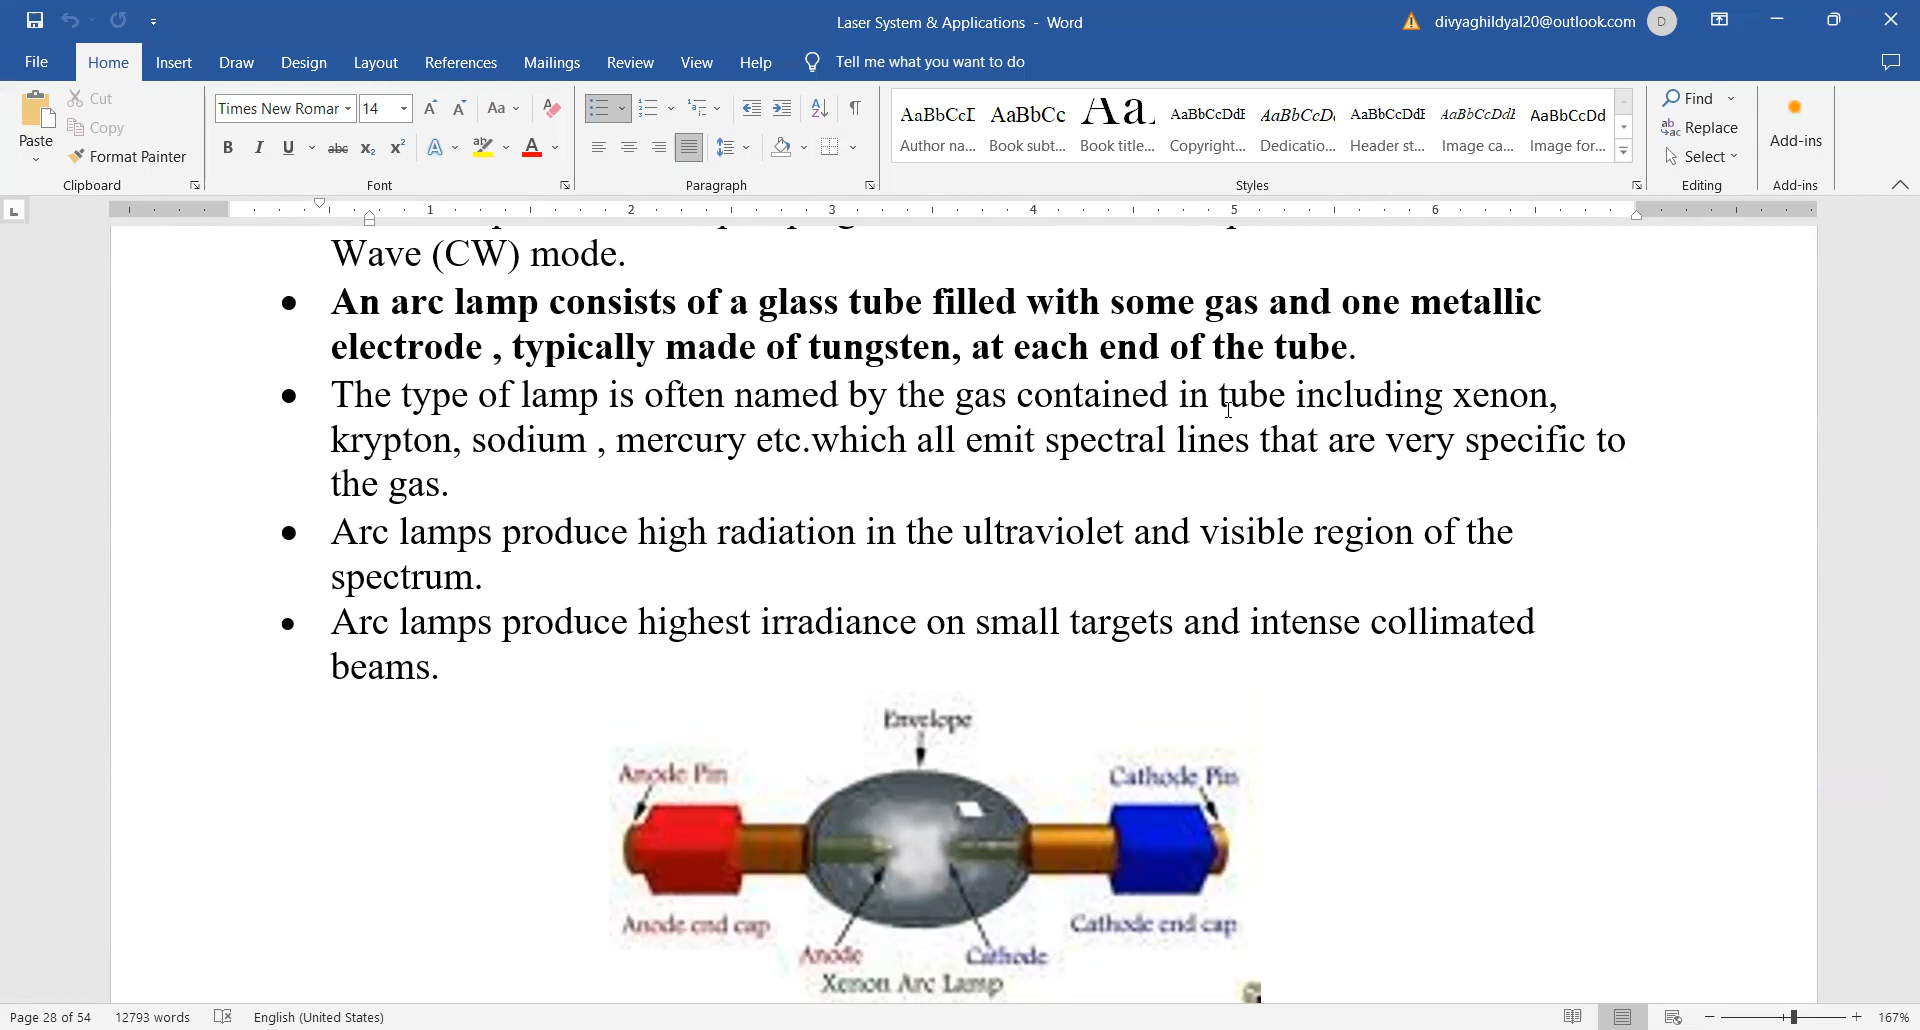 Laser System & Applications - Word
divyaghildyal20@outlook.com
D
File Home Insert Draw Design Layout References Mailings Review View Help Tell me what you want to do
Cut
Copy
Paste
Format Painter
Clipboard
Times New Romar 14
Font
Paragraph
AaBbCcI AaBbCc Aa. AaBbCcDdE AaBbCcD AaBbCcDdE AaBbCcDdI AaBbCcDd
Author na... Book subt... Book title... Copyright... Dedicatio... Header st... Image ca... Image for...
Styles
Find
Replace
Select
Editing
Add-ins
Add-ins
1 2 3 4 5 6
Wave (CW) mode.
• An arc lamp consists of a glass tube filled with some gas and one metallic
electrode , typically made of tungsten, at each end of the tube.
• The type of lamp is often named by the gas contained in tube including xenon,
krypton, sodium , mercury etc.which all emit spectral lines that are very specific to
the gas.
• Arc lamps produce high radiation in the ultraviolet and visible region of the
spectrum.
• Arc lamps produce highest irradiance on small targets and intense collimated
beams.
Envelope
Anode Pin
Cathode Pin
Anode end cap
Cathode end cap
Anode
Cathode
Xenon Arc Lamp
Page 28 of 54 12793 words English (United States) 167%